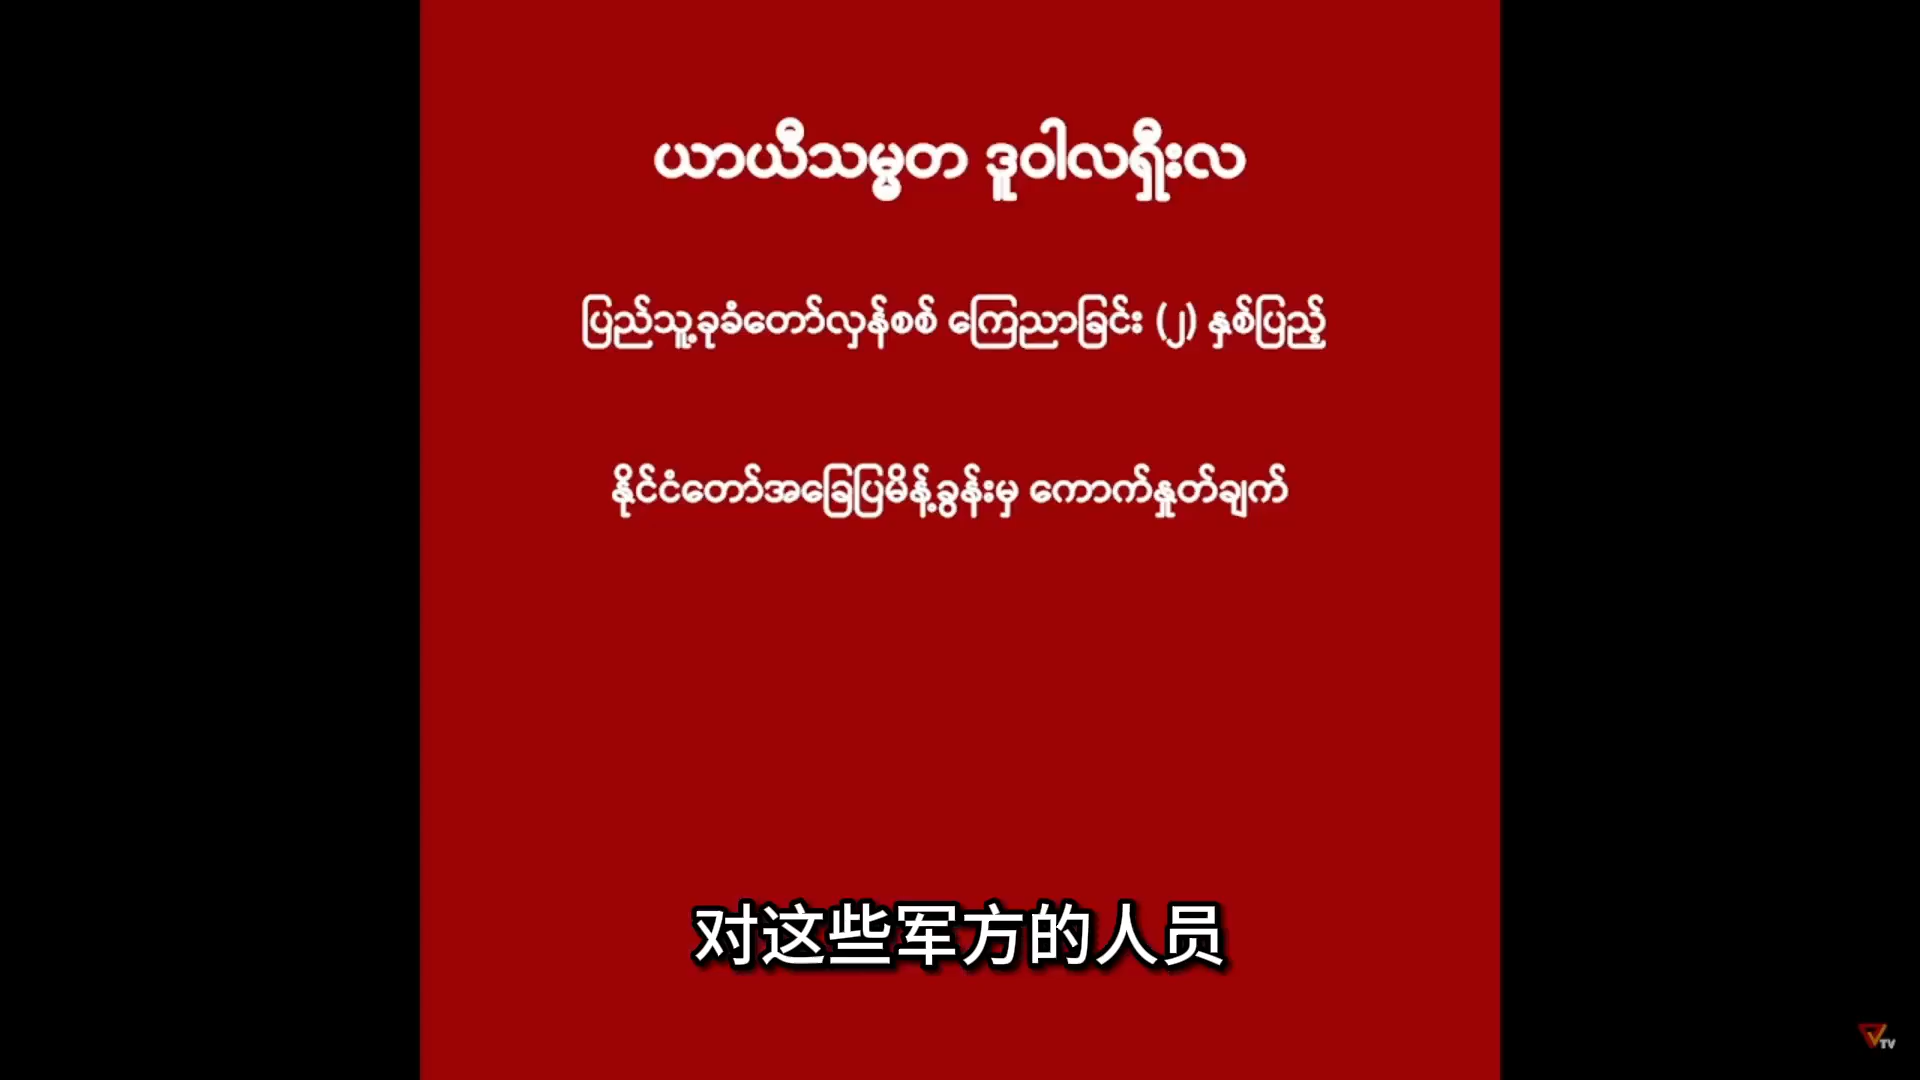 ယာယီသမ္မတ ဒူဝါလရှီးလ
ပြည်သူ့ခုခံတော်လှန်စစ် ကြေညာခြင်း (၂) နှစ်ပြည့်
နိုင်ငံတော်အခြေပြမိန့်ခွန်းမှ ကောက်နှုတ်ချက်
对这些军方的人员
TV